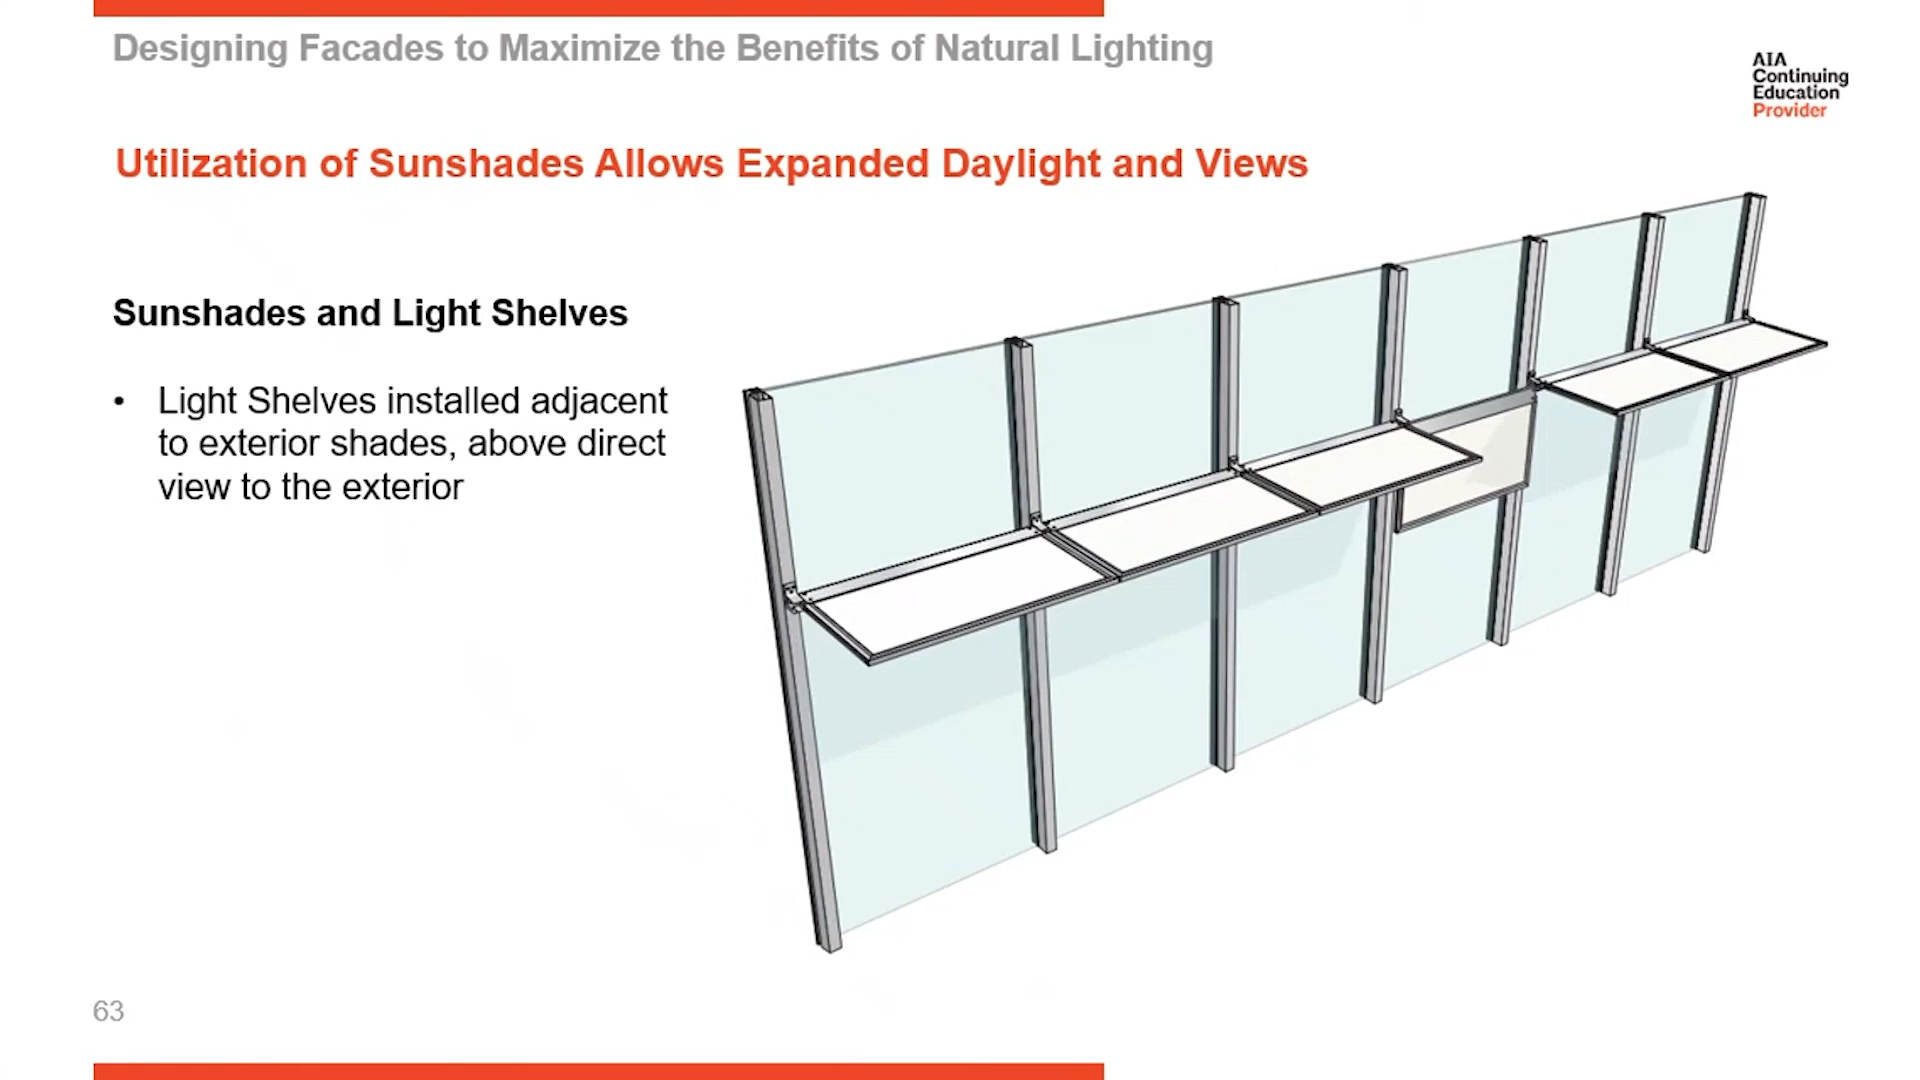 Designing Facades to Maximize the Benefits of Natural Lighting
AIA
Continuing
Education
Provider
Utilization of Sunshades Allows Expanded Daylight and Views
Sunshades and Light Shelves
• Light Shelves installed adjacent
to exterior shades, above direct
view to the exterior
63